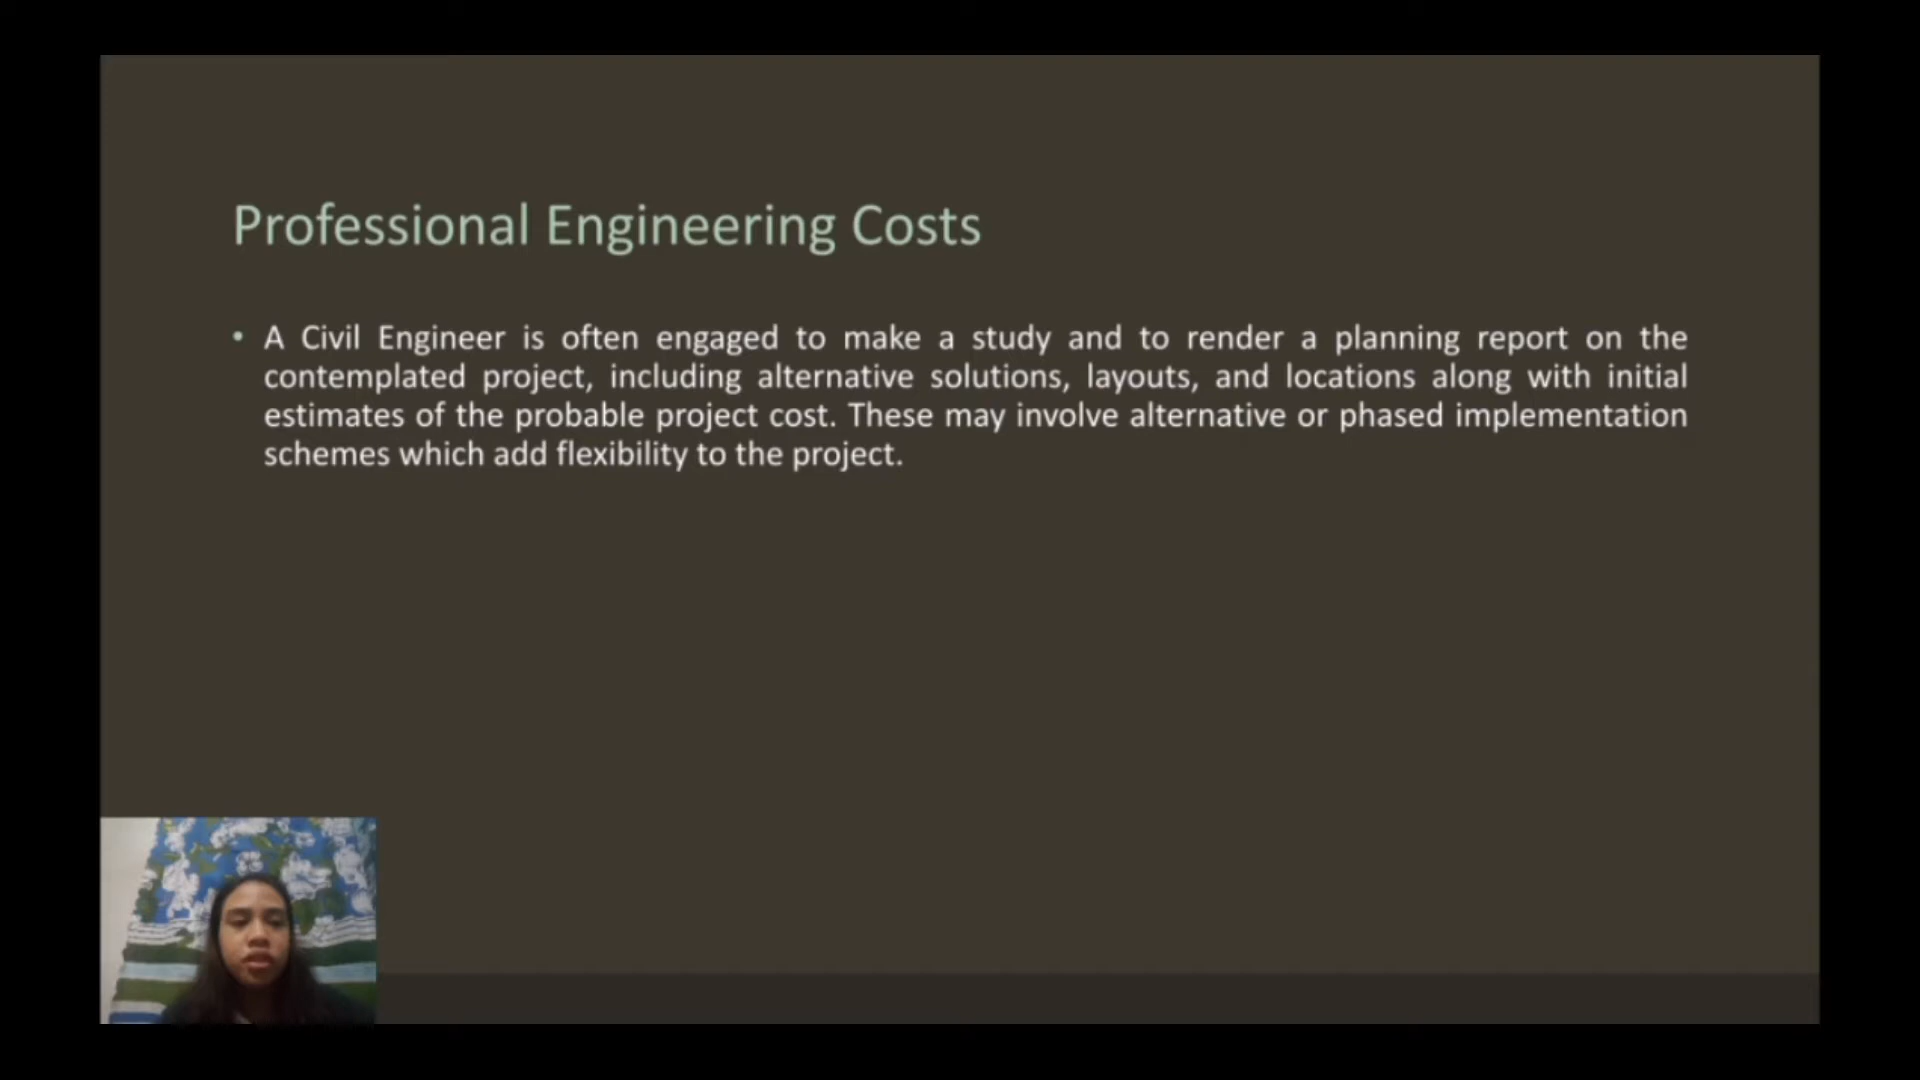 Professional Engineering Costs
• A Civil Engineer is often engaged to make a study and to render a planning report on the
contemplated project, including alternative solutions, layouts, and locations along with initial
estimates of the probable project cost. These may involve alternative or phased implementation
schemes which add flexibility to the project.